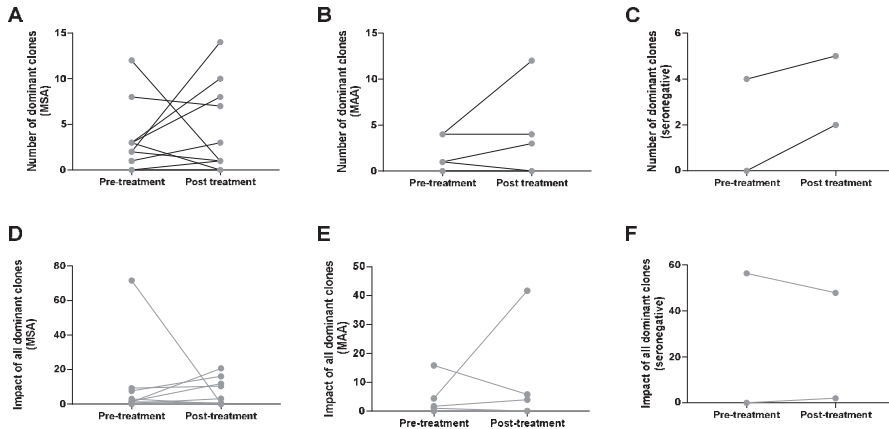 A
Number of dominant clones
(MSA)
15
10
5
0
Pre-treatment
Post treatment
B
Number of dominant clones
(MAA)
15
10
5
0
Pre-treatment
Post treatment
C
Number of dominant clones
(seronegative)
6
4
2
0
Pre-treatment
Post treatment
D
Impact of all dominant clones
(MSA)
80
60
40
20
0
Pre-treatment
Post-treatment
E
Impact of all dominant clones
(MAA)
50
40
30
20
10
0
Pre-treatment
Post-treatment
F
Impact of all dominant clones
(seronegative)
60
40
20
0
Pre-treatment
Post-treatment